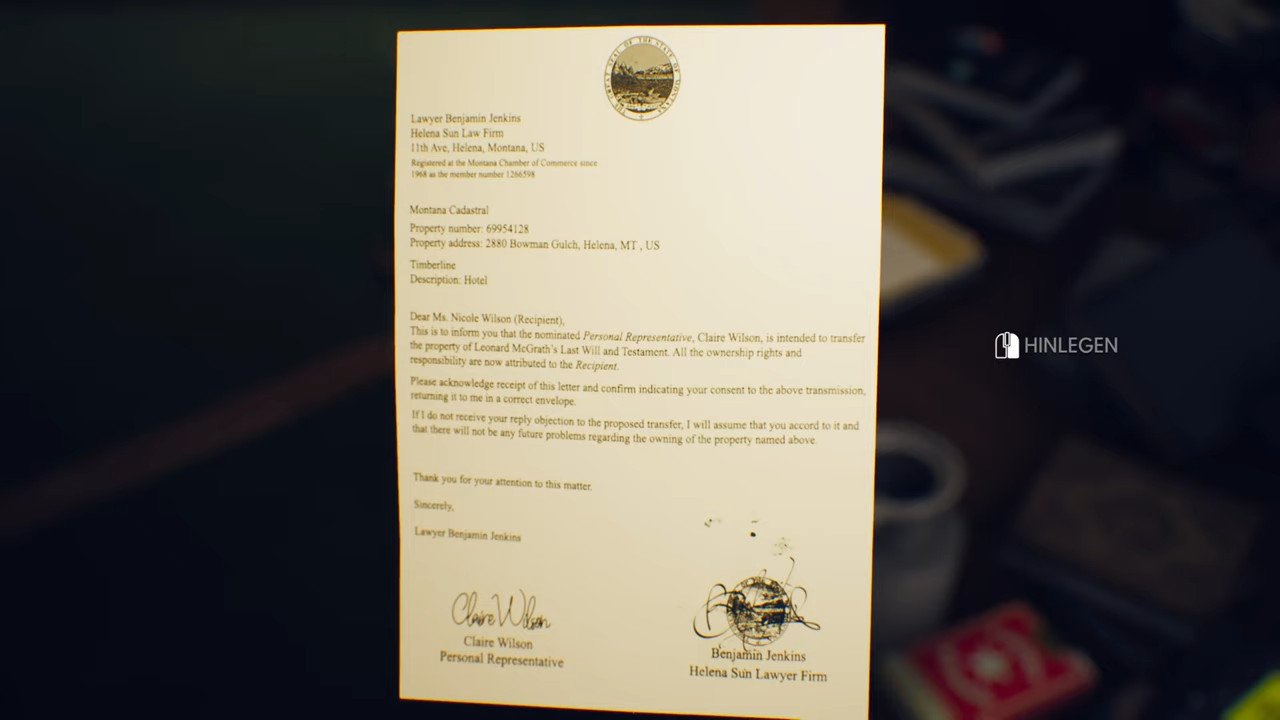 THE GREAT SEAL OF THE STATE OF MONTANA
Lawyer Benjamin Jenkins
Helena Sun Law Firm
11th Ave, Helena, Montana, US
Registered at the Montana Chamber of Commerce since
1968 as the member number 1266598
Montana Cadastral
Property number: 69954128
Property address: 2880 Bowman Gulch, Helena, MT , US
Timberline
Description: Hotel
Dear Ms. Nicole Wilson (Recipient),
This is to inform you that the nominated Personal Representative, Claire Wilson, is intended to transfer
the property of Leonard McGrath's Last Will and Testament. All the ownership rights and
responsibility are now attributed to the Recipient.
Please acknowledge receipt of this letter and confirm indicating your consent to the above transmission,
returning it to me in a correct envelope.
If I do not receive your reply objection to the proposed transfer, I will assume that you accord to it and
that there will not be any future problems regarding the owning of the property named above.
Thank you for your attention to this matter.
Sincerely,
Lawyer Benjamin Jenkins
Claire Wilson
Claire Wilson
Personal Representative
Benjamin Jenkins
Helena Sun Lawyer Firm
HINLEGEN